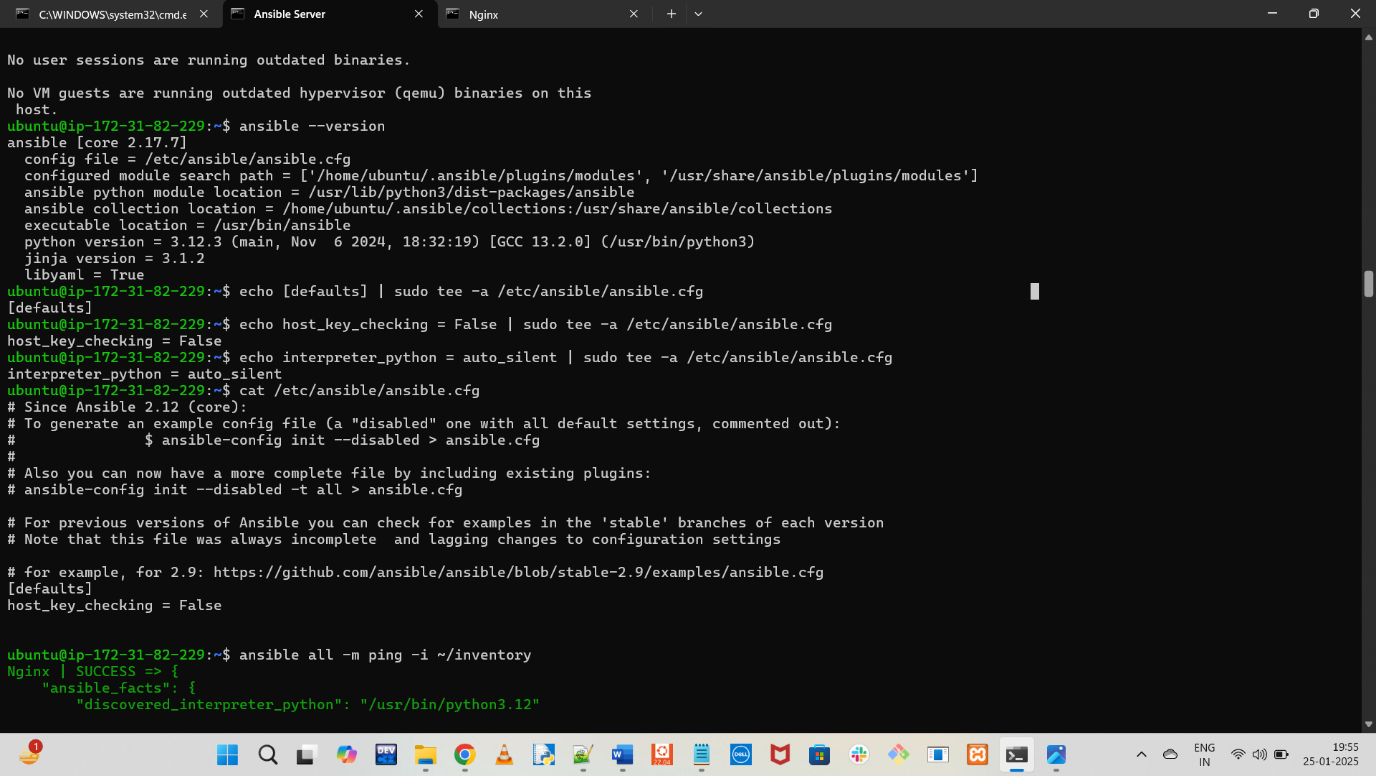 C:\WINDOWS\system32\cmd.e
Ansible Server
Nginx
No user sessions are running outdated binaries.
No VM guests are running outdated hypervisor (qemu) binaries on this
 host.
ubuntu@ip-172-31-82-229:~$ ansible --version
ansible [core 2.17.7]
  config file = /etc/ansible/ansible.cfg
  configured module search path = ['/home/ubuntu/.ansible/plugins/modules', '/usr/share/ansible/plugins/modules']
  ansible python module location = /usr/lib/python3/dist-packages/ansible
  ansible collection location = /home/ubuntu/.ansible/collections:/usr/share/ansible/collections
  executable location = /usr/bin/ansible
  python version = 3.12.3 (main, Nov  6 2024, 18:32:19) [GCC 13.2.0] (/usr/bin/python3)
  jinja version = 3.1.2
  libyaml = True
ubuntu@ip-172-31-82-229:~$ echo [defaults] | sudo tee -a /etc/ansible/ansible.cfg
[defaults]
ubuntu@ip-172-31-82-229:~$ echo host_key_checking = False | sudo tee -a /etc/ansible/ansible.cfg
host_key_checking = False
ubuntu@ip-172-31-82-229:~$ echo interpreter_python = auto_silent | sudo tee -a /etc/ansible/ansible.cfg
interpreter_python = auto_silent
ubuntu@ip-172-31-82-229:~$ cat /etc/ansible/ansible.cfg
# Since Ansible 2.12 (core):
# To generate an example config file (a "disabled" one with all default settings, commented out):
#               $ ansible-config init --disabled > ansible.cfg
#
# Also you can now have a more complete file by including existing plugins:
# ansible-config init --disabled -t all > ansible.cfg
# For previous versions of Ansible you can check for examples in the 'stable' branches of each version
# Note that this file was always incomplete  and lagging changes to configuration settings
# for example, for 2.9: https://github.com/ansible/ansible/blob/stable-2.9/examples/ansible.cfg
[defaults]
host_key_checking = False
ubuntu@ip-172-31-82-229:~$ ansible all -m ping -i ~/inventory
Nginx | SUCCESS => {
    "ansible_facts": {
        "discovered_interpreter_python": "/usr/bin/python3.12"
1
DEV
22.04
DELL
ENG
IN
19:55
25-01-2025